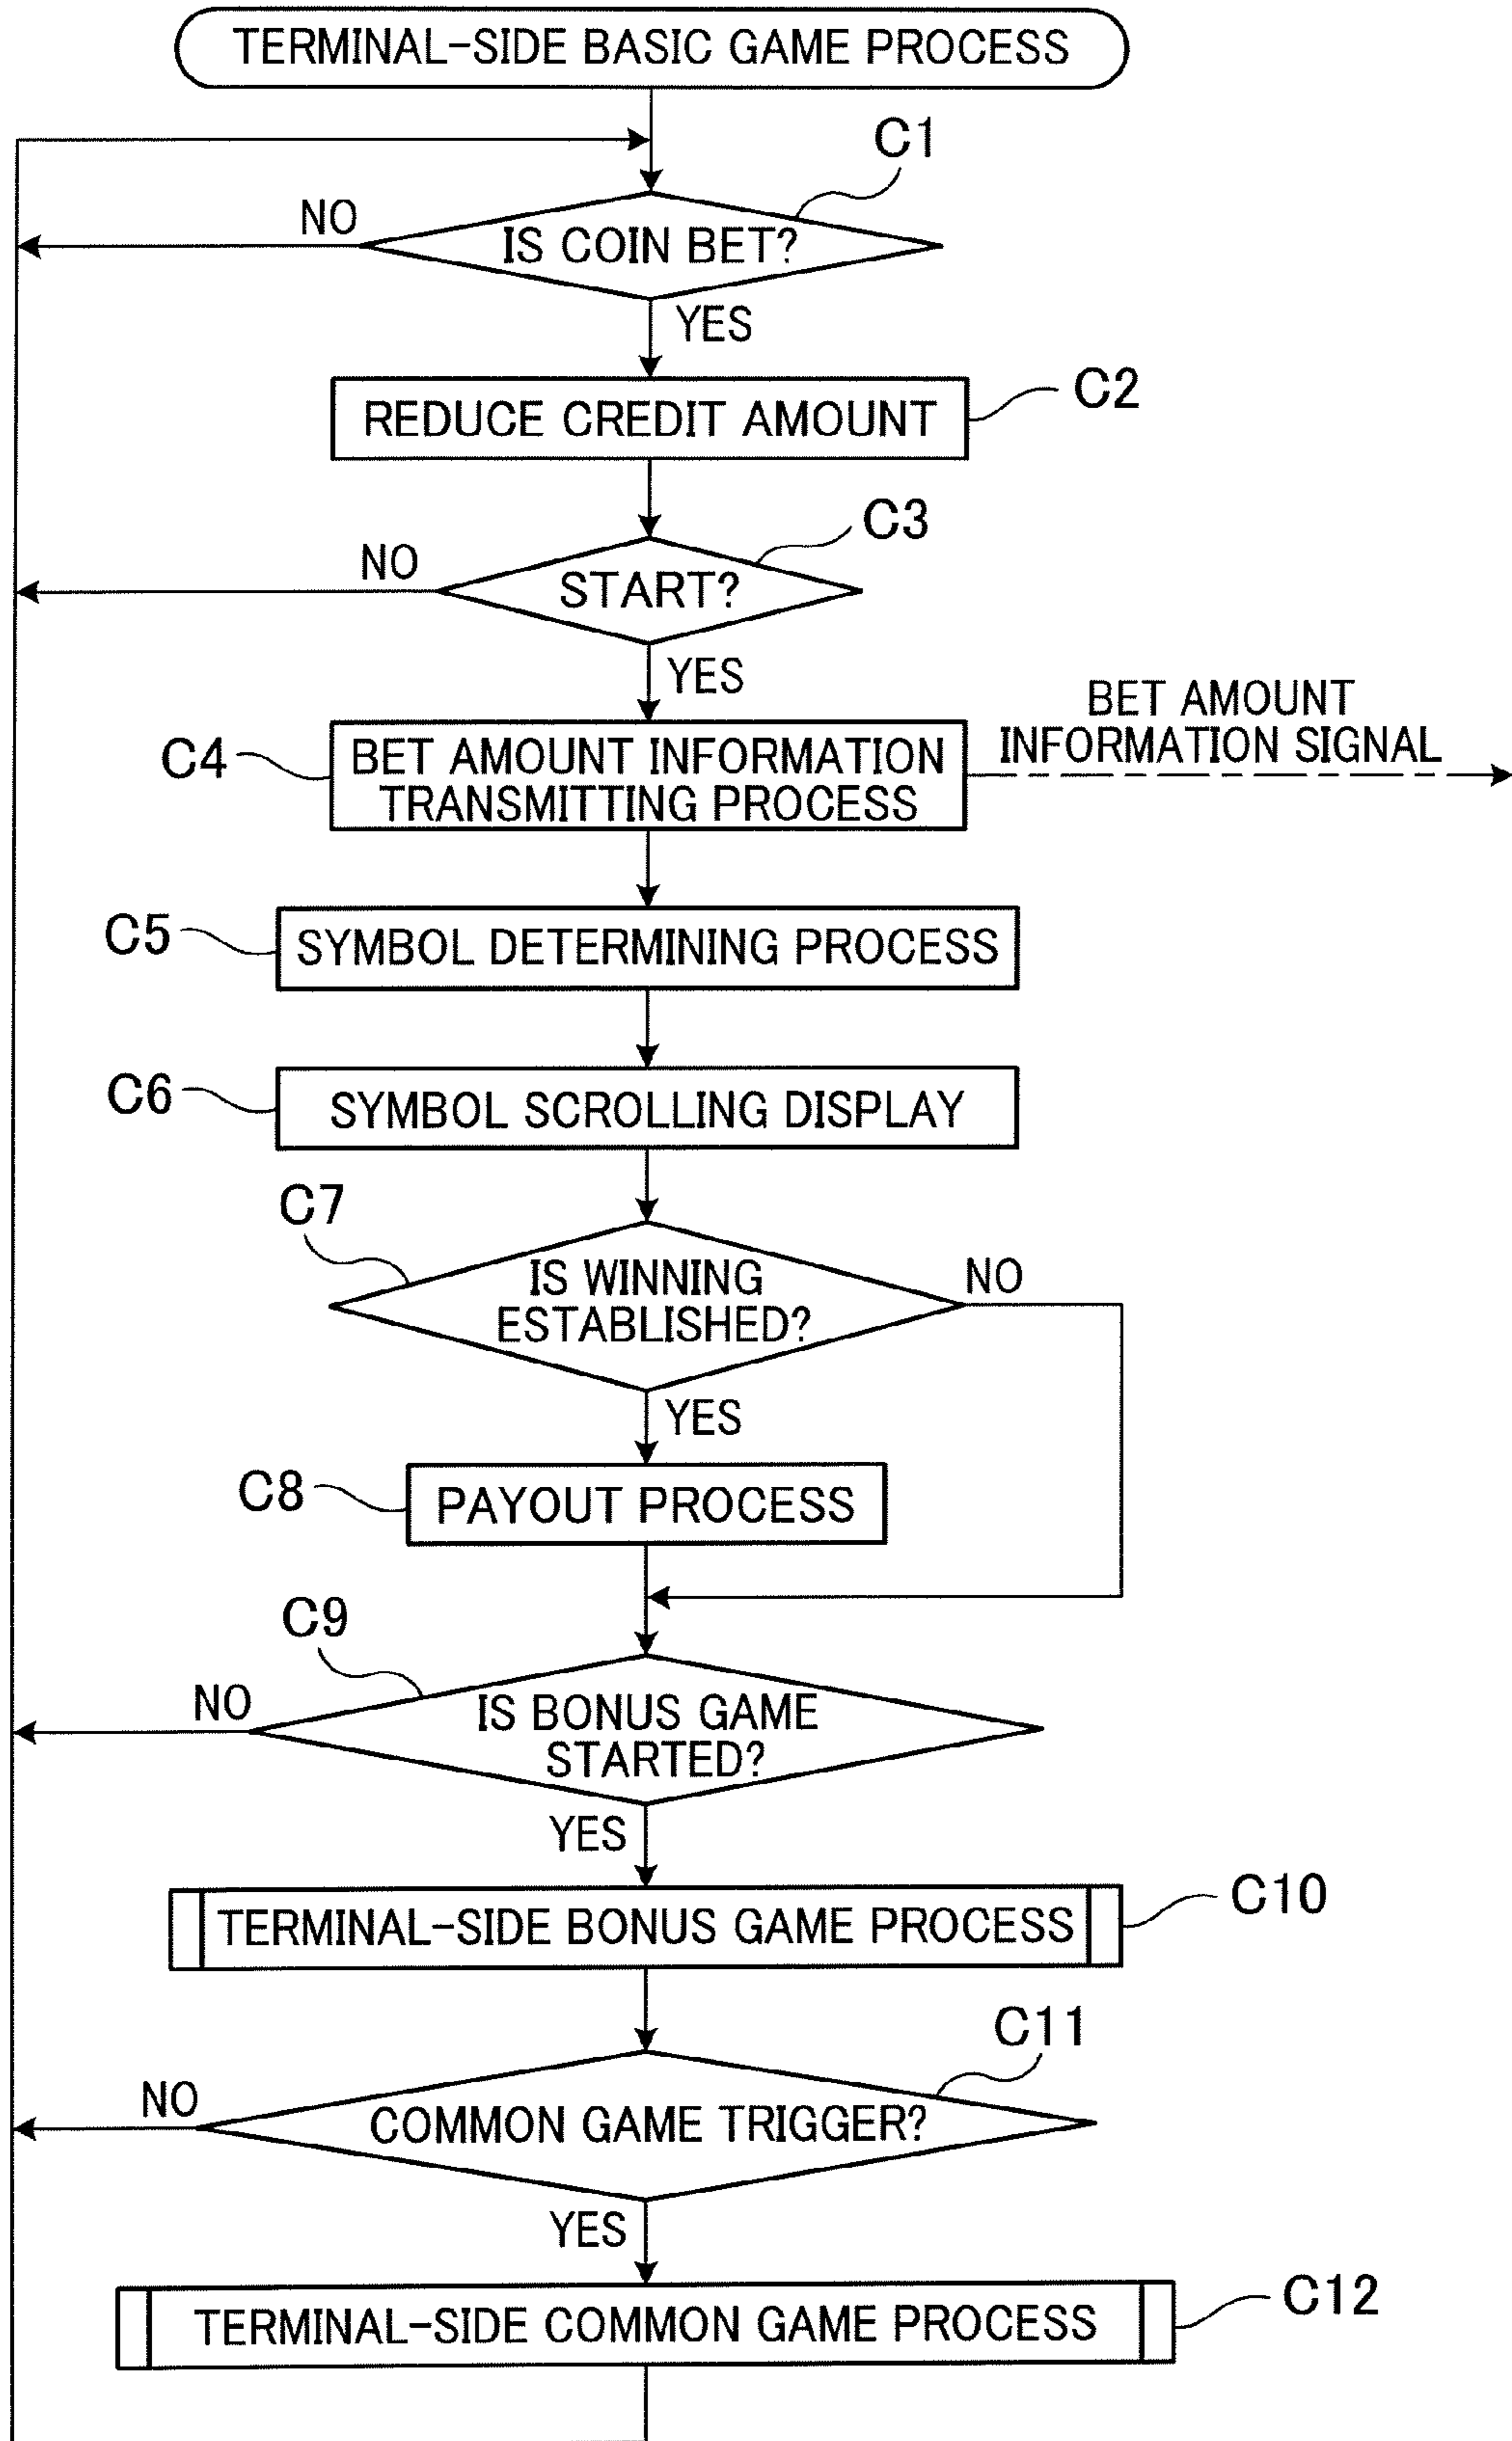 TERMINAL-SIDE BASIC GAME PROCESS
C1
NO
IS COIN BET?
YES
C2
REDUCE CREDIT AMOUNT
C3
NO
START?
YES
BET AMOUNT
INFORMATION SIGNAL
C4
BET AMOUNT INFORMATION
TRANSMITTING PROCESS
C5
SYMBOL DETERMINING PROCESS
C6
SYMBOL SCROLLING DISPLAY
C7
IS WINNING
ESTABLISHED?
NO
YES
C8
PAYOUT PROCESS
C9
NO
IS BONUS GAME
STARTED?
YES
C10
TERMINAL-SIDE BONUS GAME PROCESS
C11
NO
COMMON GAME TRIGGER?
YES
C12
TERMINAL-SIDE COMMON GAME PROCESS